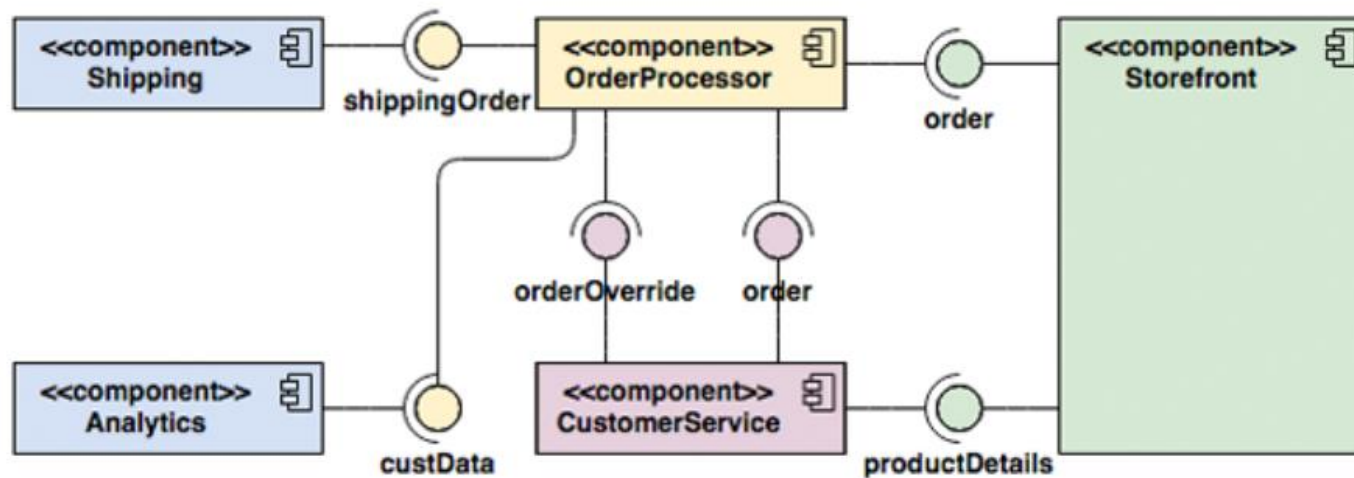 <<component>>
Shipping
shippingOrder
<<component>>
OrderProcessor
order
<<component>>
Storefront
orderOverride
order
<<component>>
Analytics
custData
<<component>>
CustomerService
productDetails